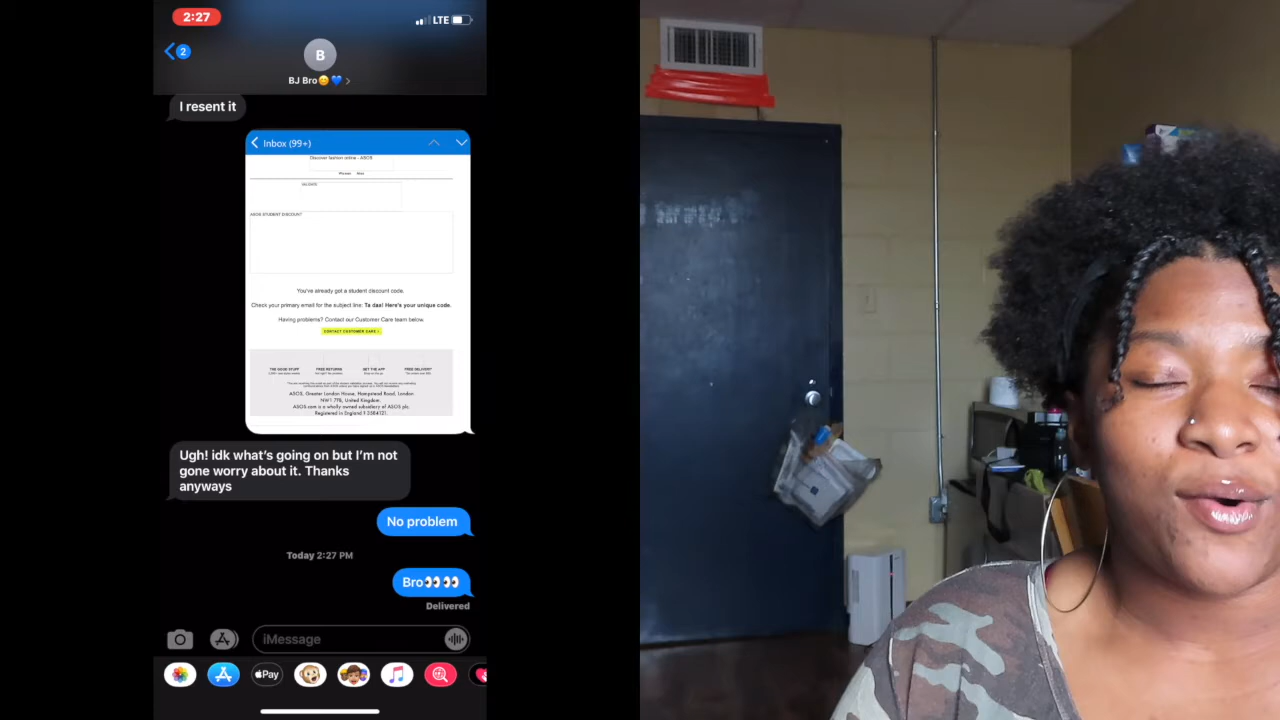 2:27
LTE
2
B
BJ Bro😊💙 >
I resent it
Inbox (99+)
Discover fashion online - ASOS
ASOS STUDENT DISCOUNT
You've already got a student discount code.
Check your primary email for the subject line: Ta daa! Here's your unique code.
Having problems? Contact our Customer Care team below.
CONTACT CUSTOMER CARE >
THE GOOD STUFF FREE RETURNS GET THE APP FREE DELIVERY
ASOS, Greater London House, Hampstead Road, London
NW1 7FB, United Kingdom.
ASOS.com is a wholly owned subsidiary of ASOS plc.
Ugh! idk what's going on but I'm not
gone worry about it. Thanks
anyways
No problem
Today 2:27 PM
Bro👀👀
Delivered
iMessage
Pay